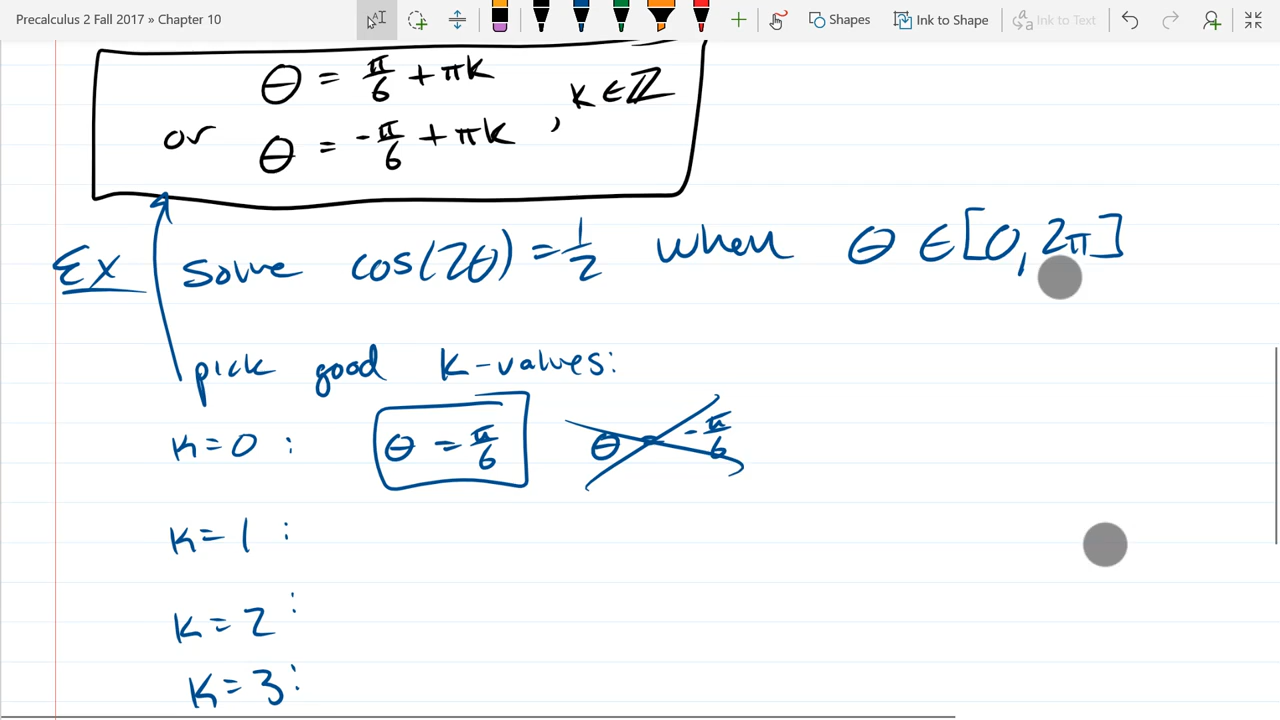 Precalculus 2 Fall 2017 » Chapter 10
Shapes
Ink to Shape
Ink to Text
θ = π/6 + πk
or θ = -π/6 + πk , k ∈ ℤ
Ex solve cos(2θ) = 1/2 when θ ∈ [0, 2π]
pick good k-values:
k = 0 : θ = π/6 θ = -π/6
k = 1 :
k = 2 :
k = 3 :